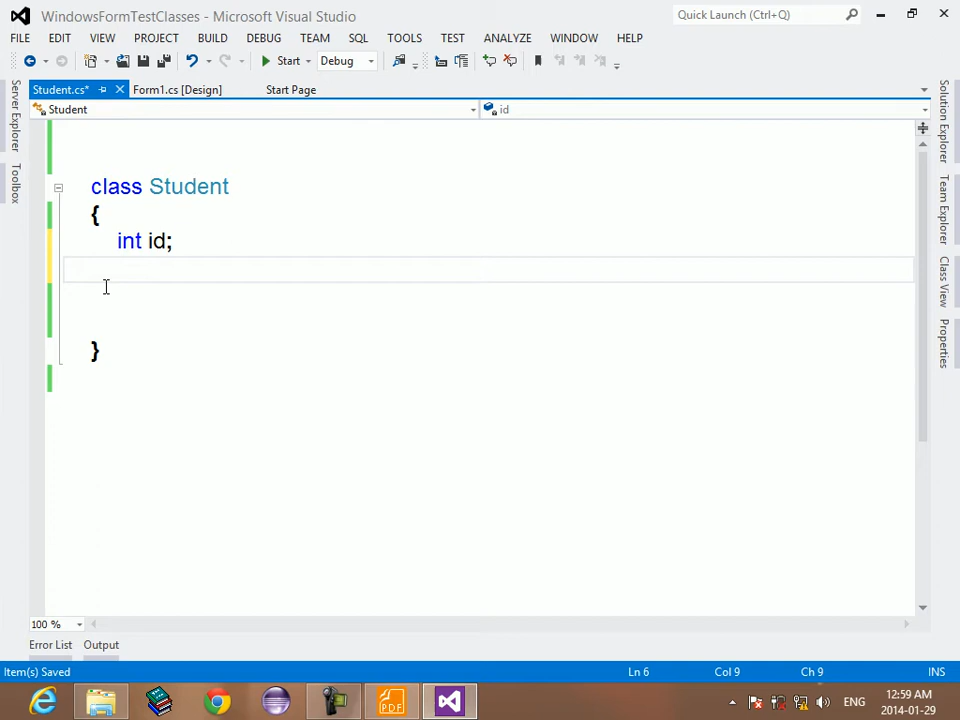 WindowsFormTestClasses - Microsoft Visual Studio
Quick Launch (Ctrl+Q)
FILE EDIT VIEW PROJECT BUILD DEBUG TEAM SQL TOOLS TEST ANALYZE WINDOW HELP
Start Debug
Student.cs* Form1.cs [Design] Start Page
Student id
Server Explorer
Toolbox
Solution Explorer
Team Explorer
Class View
Properties
class Student
{
int id;
}
100 %
Error List Output
Item(s) Saved Ln 6 Col 9 Ch 9 INS
PDF
ENG
12:59 AM
2014-01-29